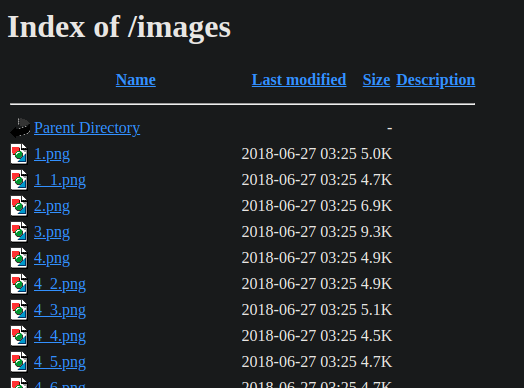 Index of /images
Name Last modified Size Description
Parent Directory -
1.png 2018-06-27 03:25 5.0K
1_1.png 2018-06-27 03:25 4.7K
2.png 2018-06-27 03:25 6.9K
3.png 2018-06-27 03:25 9.3K
4.png 2018-06-27 03:25 4.9K
4_2.png 2018-06-27 03:25 4.9K
4_3.png 2018-06-27 03:25 5.1K
4_4.png 2018-06-27 03:25 4.5K
4_5.png 2018-06-27 03:25 4.7K
4_6.png 2018-06-27 03:25 4.7K